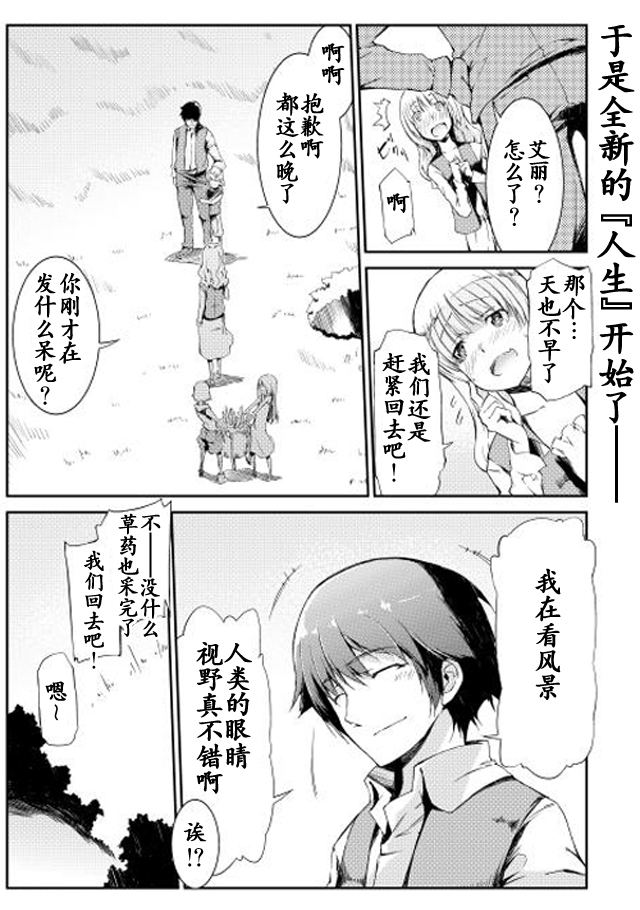 于是全新的『人生』开始了——
艾丽？
怎么了？
啊
那个…
天也不早了
我们还是
赶紧回去吧！
啊啊
抱歉啊
都这么晚
了
你刚才在
发什么呆呢？
我在看风景
人类的眼睛
视野真不错啊
诶！？
不——没什么
草药也采完了
我们回去吧！
嗯～